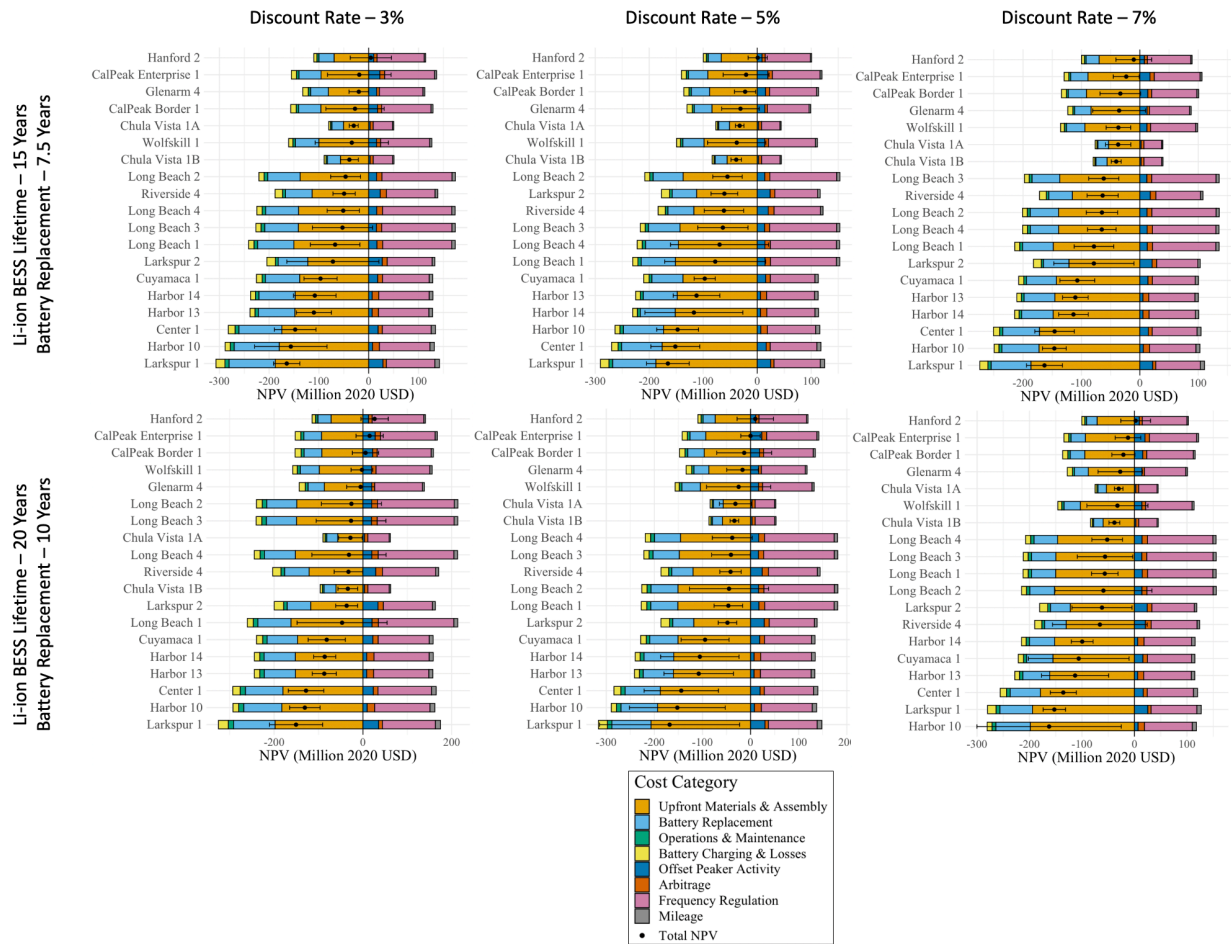 Discount Rate – 3%
Discount Rate – 5%
Discount Rate – 7%
Li-ion BESS Lifetime – 15 Years
Battery Replacement – 7.5 Years
Hanford 2
CalPeak Enterprise 1
Glenarm 4
CalPeak Border 1
Chula Vista 1A
Wolfskill 1
Chula Vista 1B
Long Beach 2
Riverside 4
Long Beach 4
Long Beach 3
Long Beach 1
Larkspur 2
Cuyamaca 1
Harbor 14
Harbor 13
Center 1
Harbor 10
Larkspur 1
-300 -200 -100 0 100
NPV (Million 2020 USD)
Hanford 2
CalPeak Enterprise 1
CalPeak Border 1
Glenarm 4
Chula Vista 1A
Wolfskill 1
Chula Vista 1B
Long Beach 2
Larkspur 2
Riverside 4
Long Beach 3
Long Beach 4
Long Beach 1
Cuyamaca 1
Harbor 13
Harbor 14
Harbor 10
Center 1
Larkspur 1
-300 -200 -100 0 100
NPV (Million 2020 USD)
Hanford 2
CalPeak Enterprise 1
CalPeak Border 1
Glenarm 4
Wolfskill 1
Chula Vista 1A
Chula Vista 1B
Long Beach 3
Riverside 4
Long Beach 2
Long Beach 4
Long Beach 1
Larkspur 2
Cuyamaca 1
Harbor 13
Harbor 14
Center 1
Harbor 10
Larkspur 1
-200 -100 0 100
NPV (Million 2020 USD)
Li-ion BESS Lifetime – 20 Years
Battery Replacement – 10 Years
Hanford 2
CalPeak Enterprise 1
CalPeak Border 1
Wolfskill 1
Glenarm 4
Long Beach 2
Long Beach 3
Chula Vista 1A
Long Beach 4
Riverside 4
Chula Vista 1B
Larkspur 2
Long Beach 1
Cuyamaca 1
Harbor 14
Harbor 13
Center 1
Harbor 10
Larkspur 1
-200 0 200
NPV (Million 2020 USD)
Hanford 2
CalPeak Enterprise 1
CalPeak Border 1
Glenarm 4
Wolfskill 1
Chula Vista 1A
Chula Vista 1B
Long Beach 4
Long Beach 3
Riverside 4
Long Beach 2
Long Beach 1
Larkspur 2
Cuyamaca 1
Harbor 14
Harbor 13
Center 1
Harbor 10
Larkspur 1
-300 -200 -100 0 100 20
NPV (Million 2020 USD)
Hanford 2
CalPeak Enterprise 1
CalPeak Border 1
Glenarm 4
Chula Vista 1A
Wolfskill 1
Chula Vista 1B
Long Beach 4
Long Beach 3
Long Beach 1
Long Beach 2
Larkspur 2
Riverside 4
Harbor 14
Cuyamaca 1
Harbor 13
Center 1
Larkspur 1
Harbor 10
-300 -200 -100 0 100
NPV (Million 2020 USD)
Cost Category
Upfront Materials & Assembly
Battery Replacement
Operations & Maintenance
Battery Charging & Losses
Offset Peaker Activity
Arbitrage
Frequency Regulation
Mileage
Total NPV